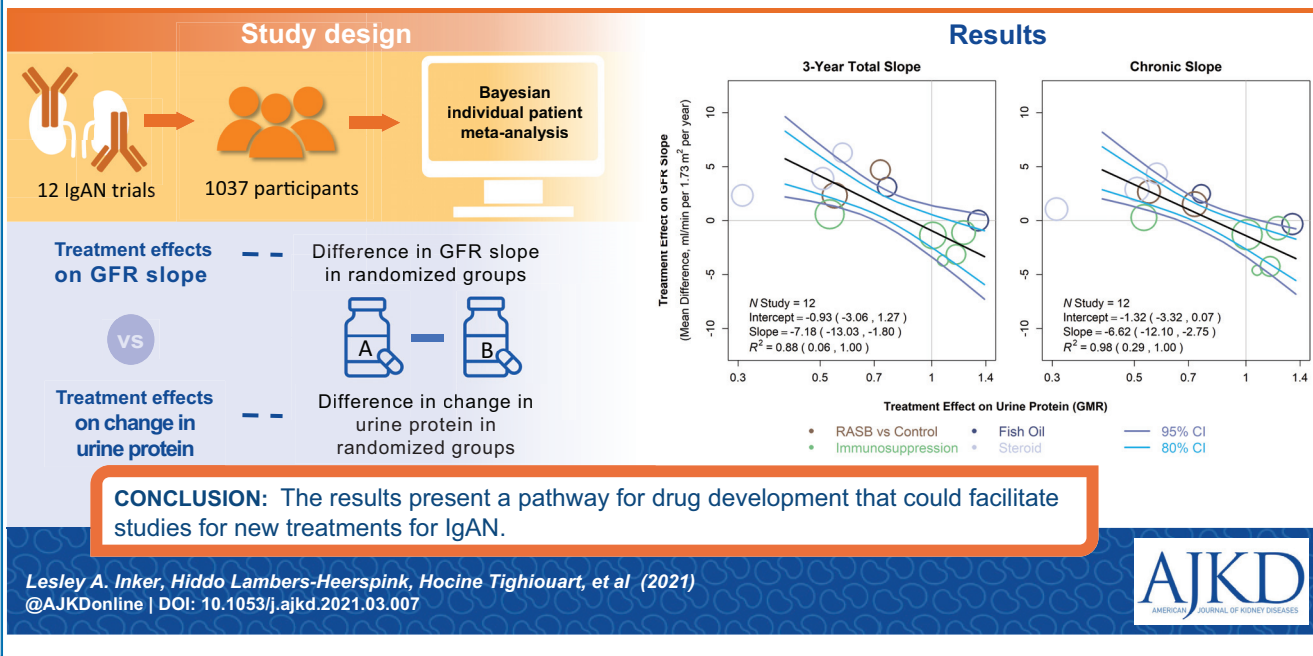 Study design
12 IgAN trials
1037 participants
Bayesian
individual patient
meta-analysis
Treatment effects
on GFR slope
Difference in GFR slope
in randomized groups
vs
A
B
Treatment effects
on change in
urine protein
Difference in change in
urine protein in
randomized groups
Results
3-Year Total Slope
Treatment Effect on GFR Slope
(Mean Difference, ml/min per 1.73 m² per year)
10
5
0
-5
-10
N Study = 12
Intercept = -0.93 ( -3.06 , 1.27 )
Slope = -7.18 ( -13.03 , -1.80 )
R² = 0.88 ( 0.06 , 1.00 )
0.3 0.5 0.7 1 1.4
Chronic Slope
10
5
0
-5
-10
N Study = 12
Intercept = -1.32 ( -3.32 , 0.07 )
Slope = -6.62 ( -12.10 , -2.75 )
R² = 0.98 ( 0.29 , 1.00 )
0.3 0.5 0.7 1 1.4
Treatment Effect on Urine Protein (GMR)
RASB vs Control
Fish Oil
95% CI
Immunosuppression
Steroid
80% CI
CONCLUSION: The results present a pathway for drug development that could facilitate
studies for new treatments for IgAN.
Lesley A. Inker, Hiddo Lambers-Heerspink, Hocine Tighiouart, et al (2021)
@AJKDonline | DOI: 10.1053/j.ajkd.2021.03.007
AJKD
AMERICAN JOURNAL OF KIDNEY DISEASES